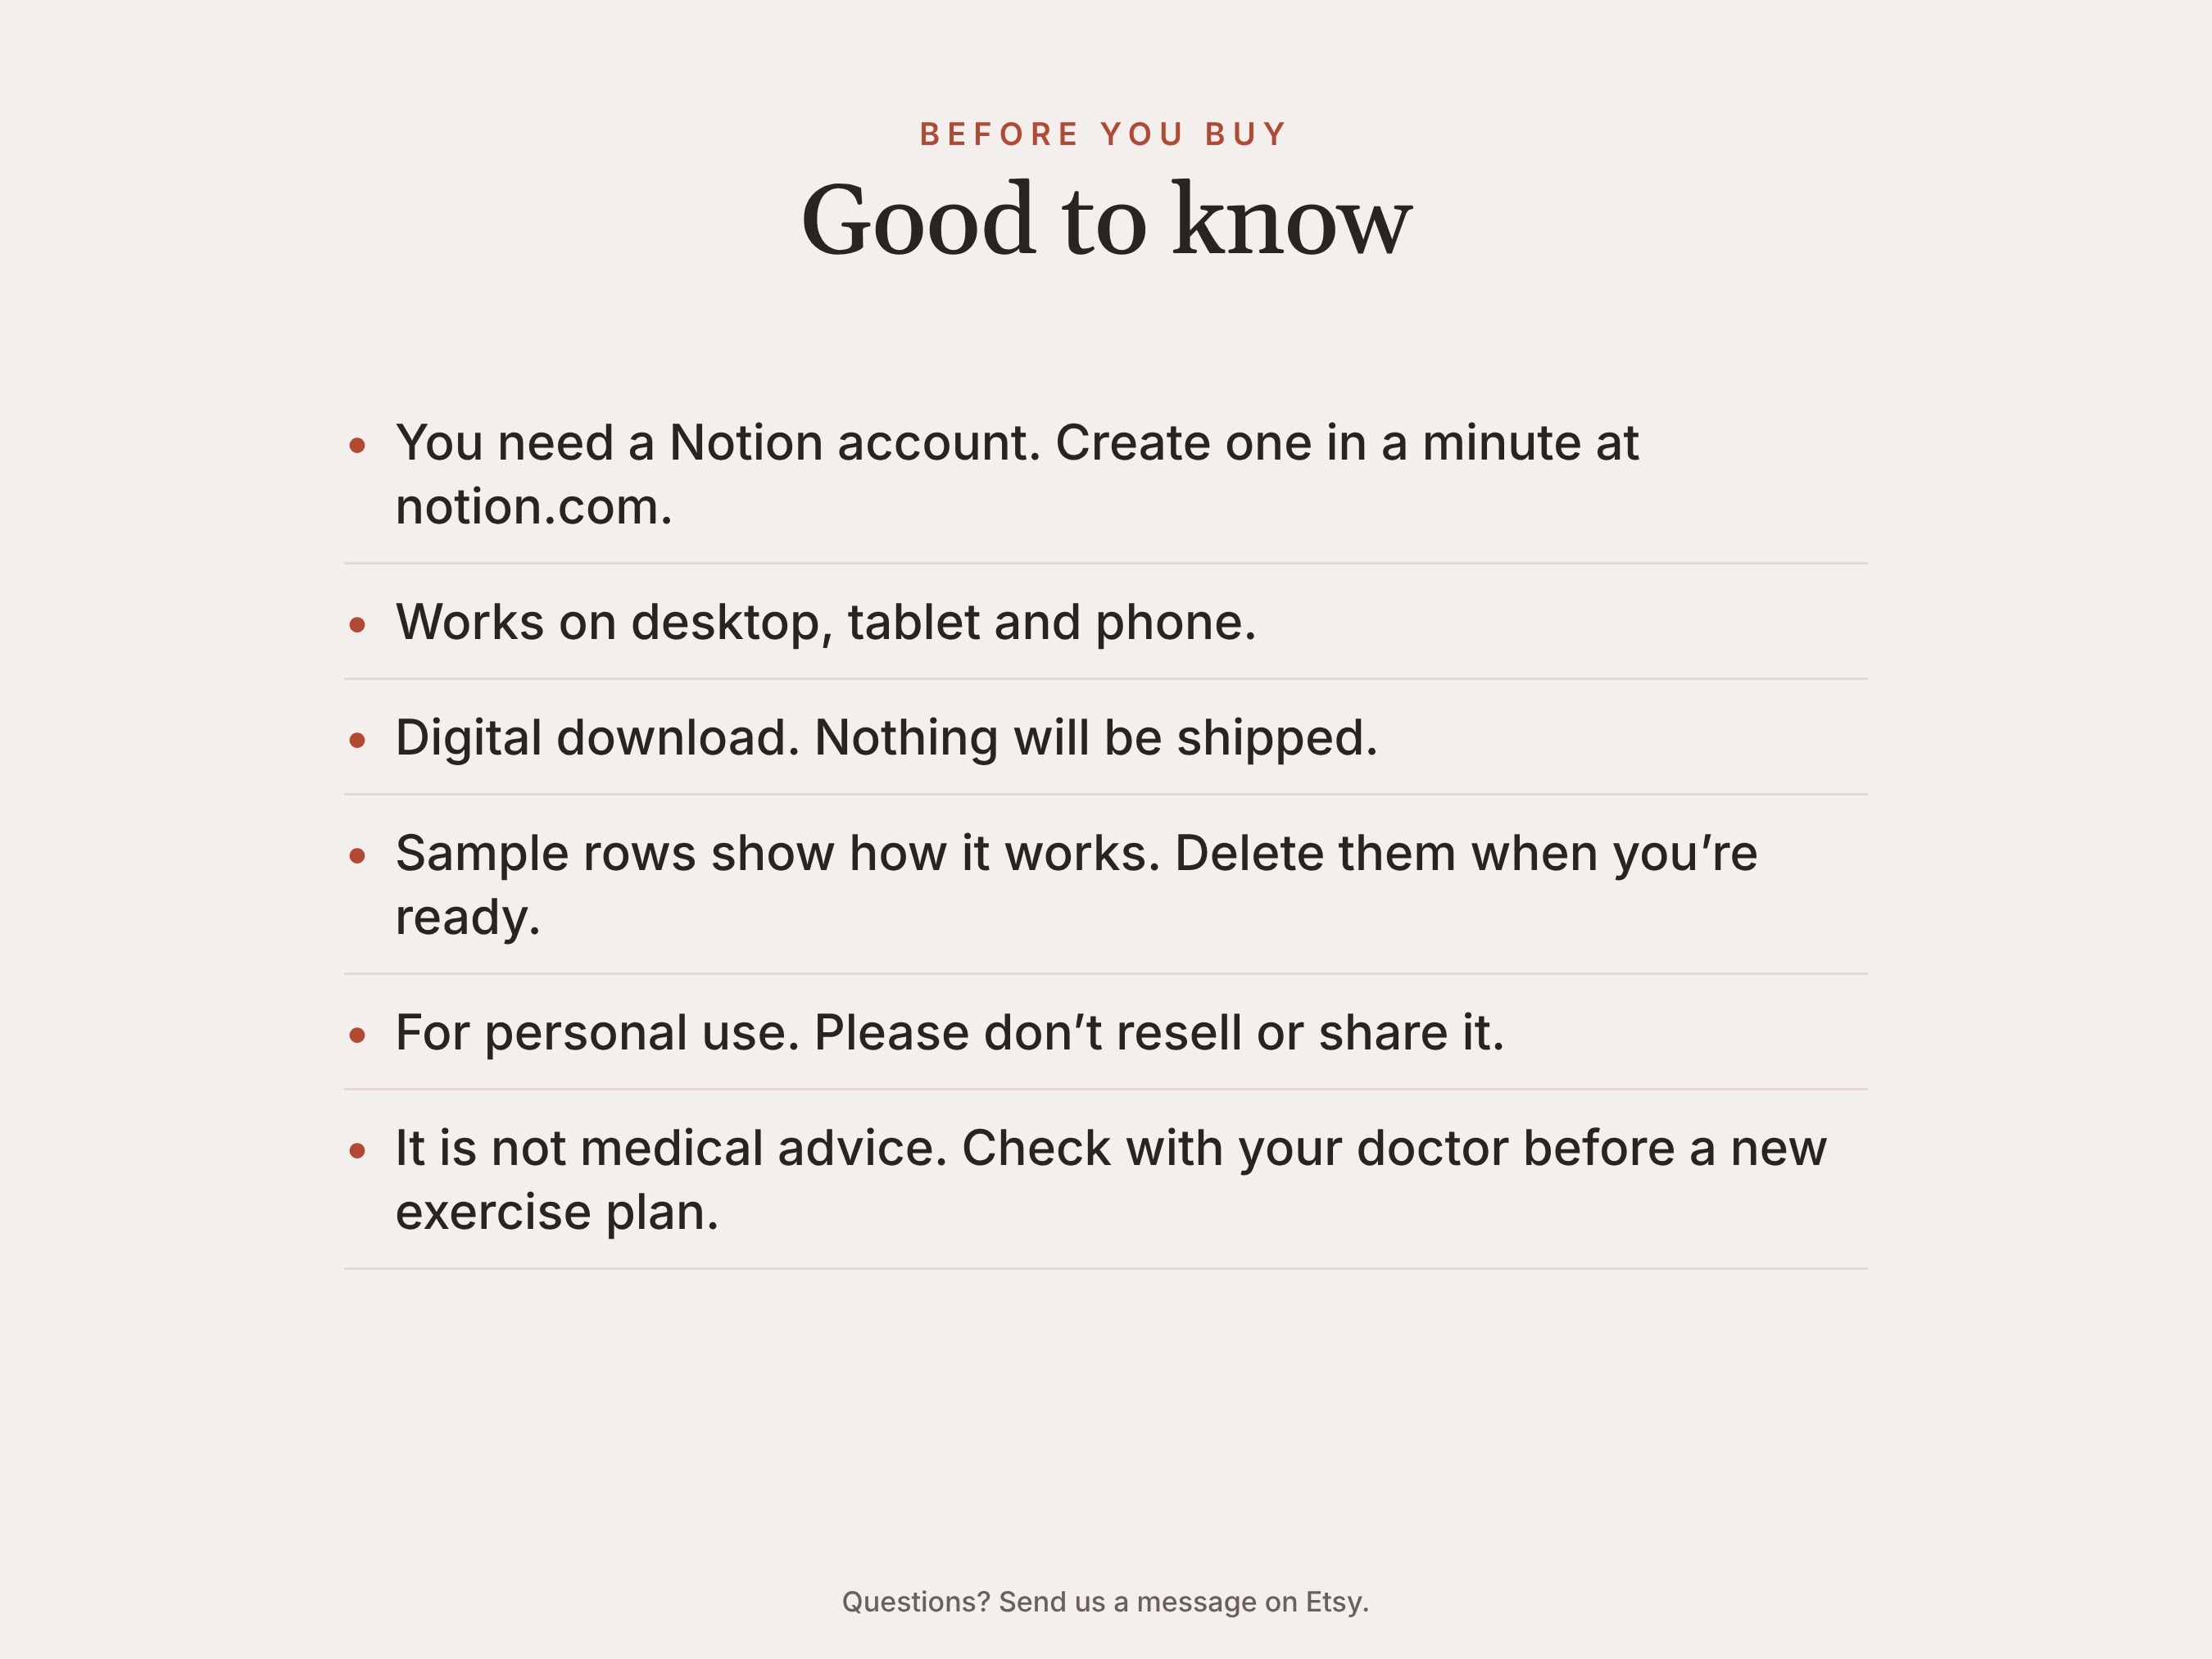 BEFORE YOU BUY
Good to know
You need a Notion account. Create one in a minute at
notion.com.
Works on desktop, tablet and phone.
Digital download. Nothing will be shipped.
Sample rows show how it works. Delete them when you’re
ready.
For personal use. Please don’t resell or share it.
It is not medical advice. Check with your doctor before a new
exercise plan.
Questions? Send us a message on Etsy.